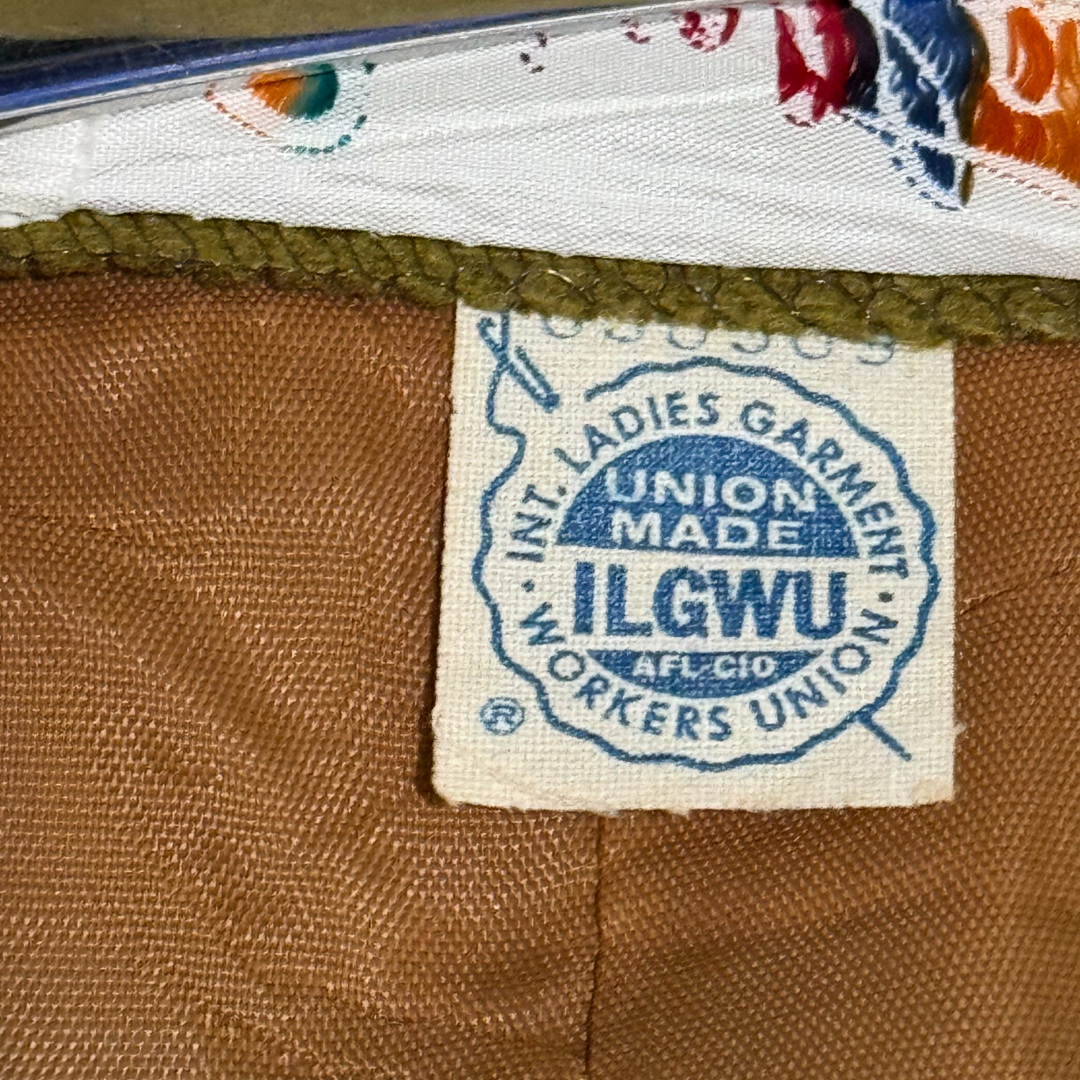 INT. LADIES GARMENT
UNION
MADE
ILGWU
AFL-CIO
· WORKERS UNION ·
®